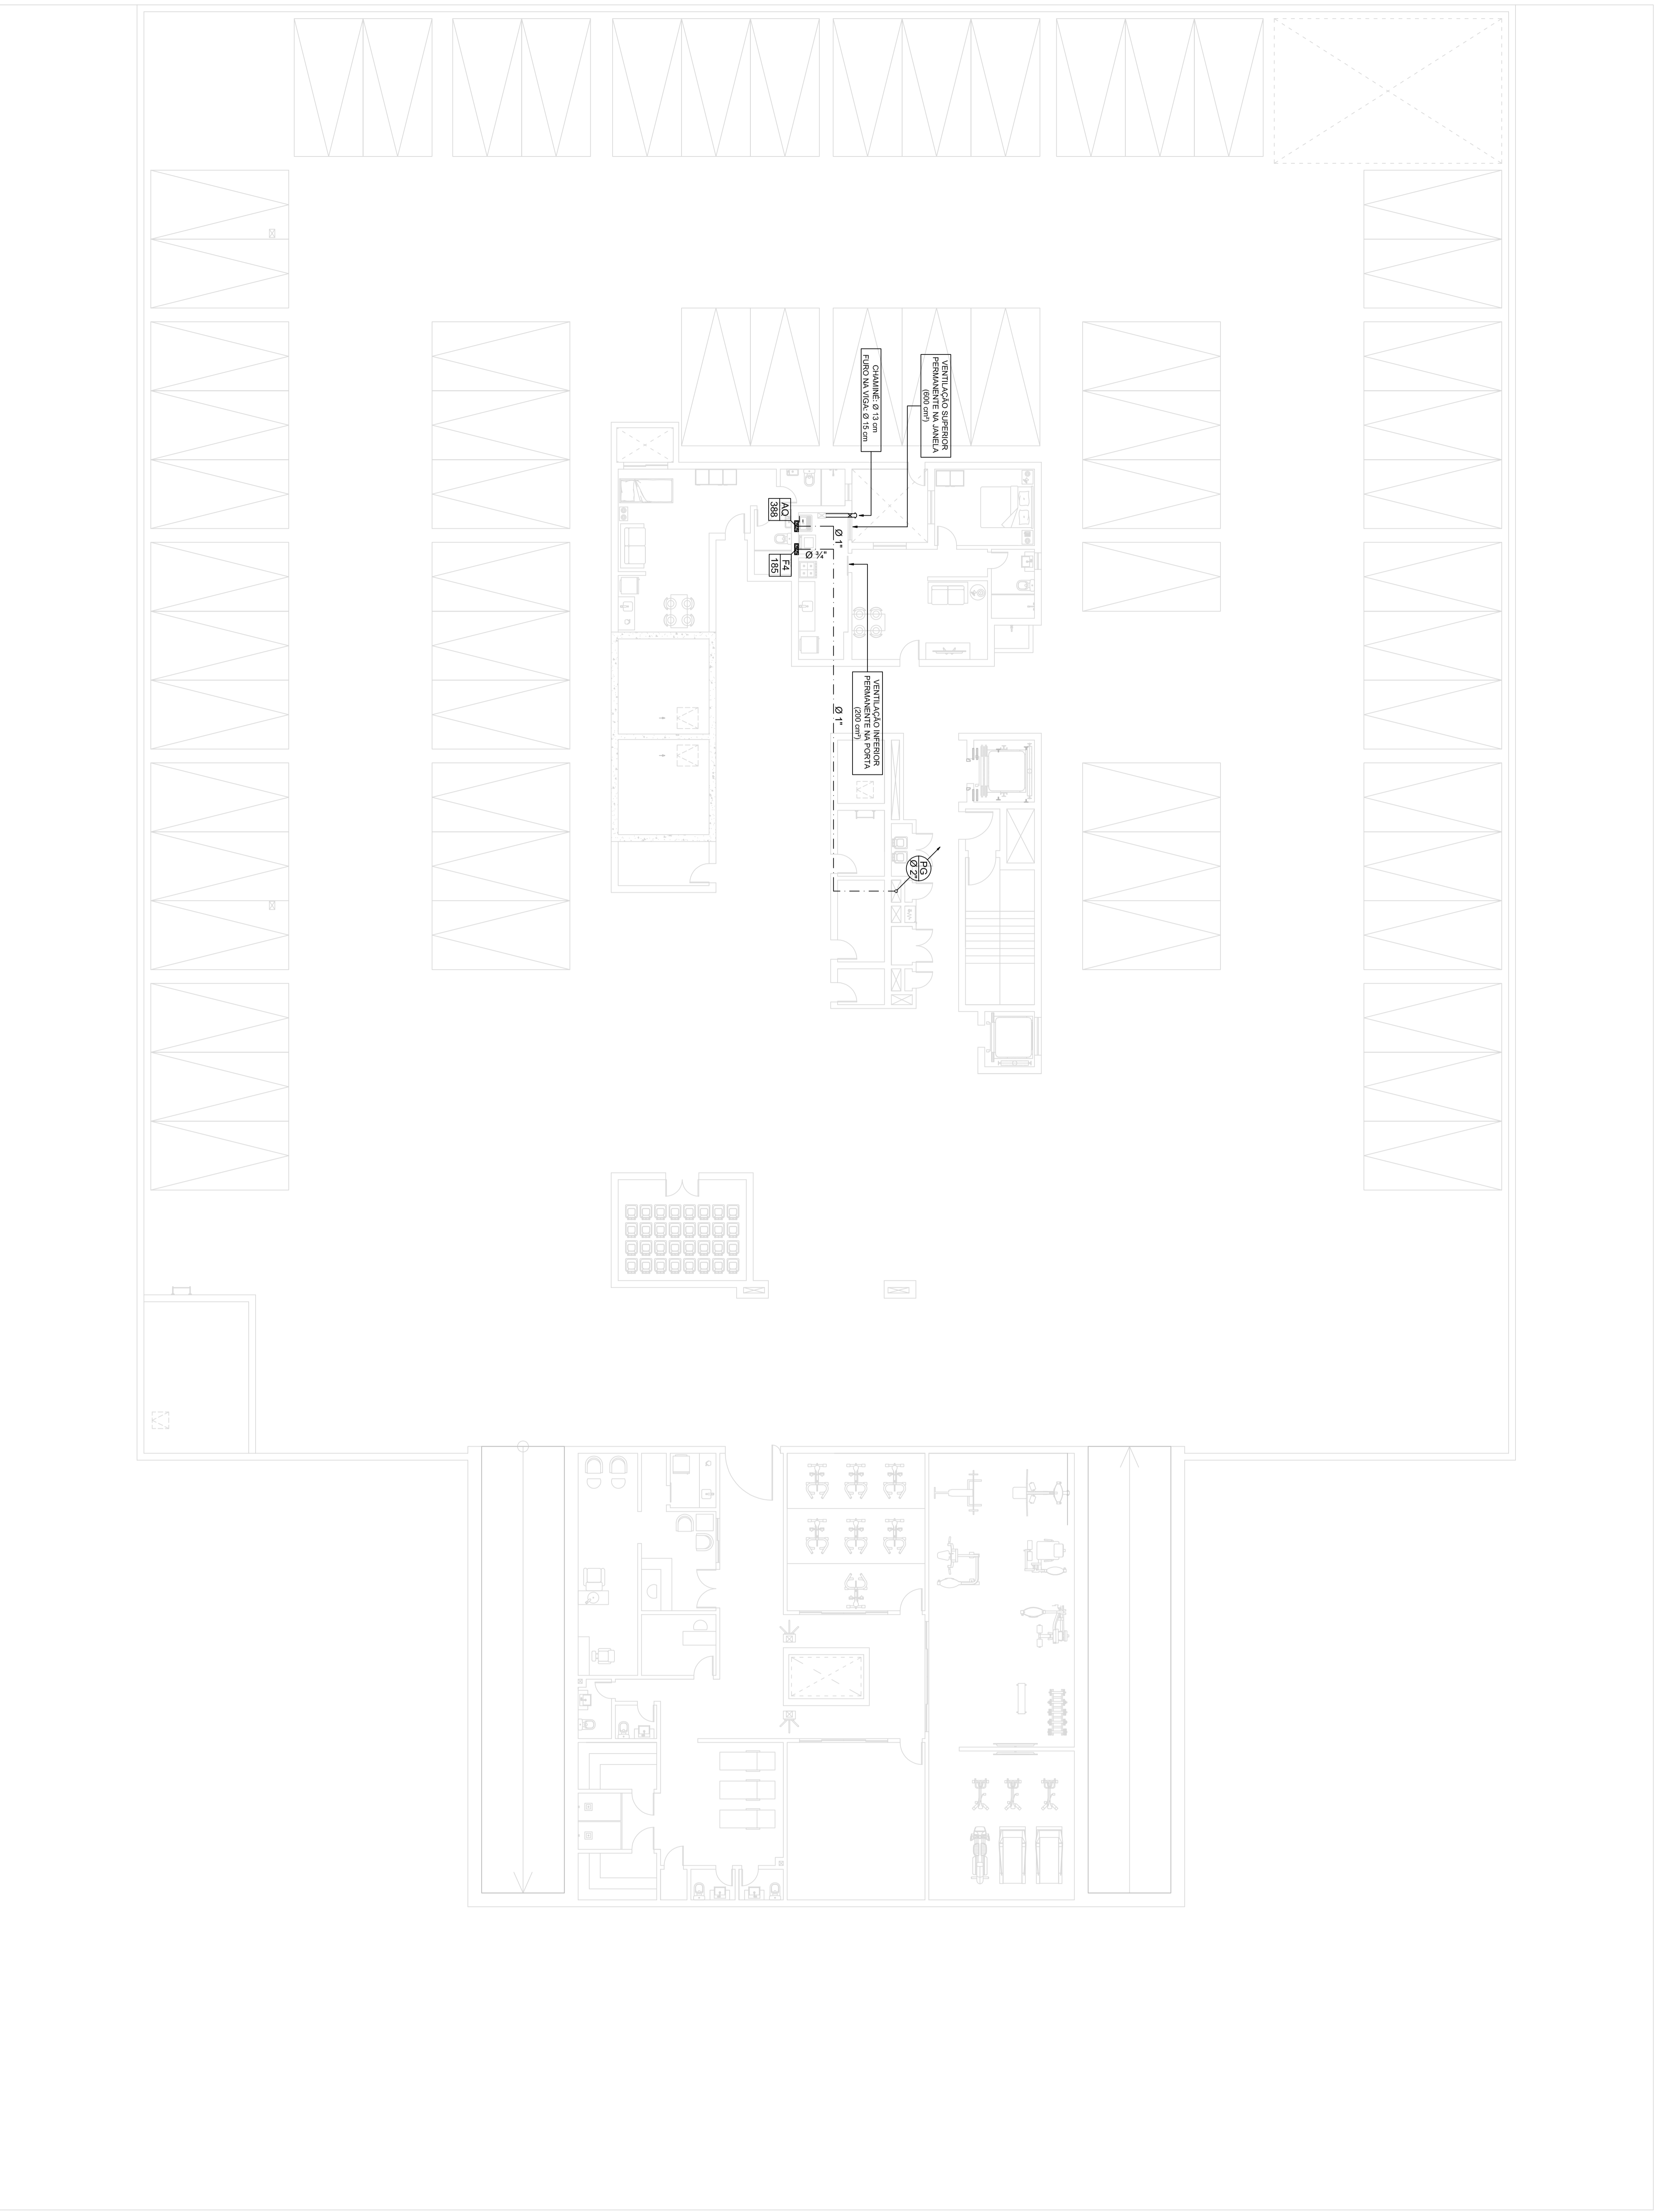 VENTILAÇÃO SUPERIOR
PERMANENTE NA JANELA
(600 cm²)
CHAMINÉ: Ø 13 cm
FURO NA VIGA: Ø 15 cm
AQ
388
Ø 1"
Ø ¾"
F4
185
VENTILAÇÃO INFERIOR
PERMANENTE NA PORTA
(200 cm²)
Ø 1"
PG
Ø 2"